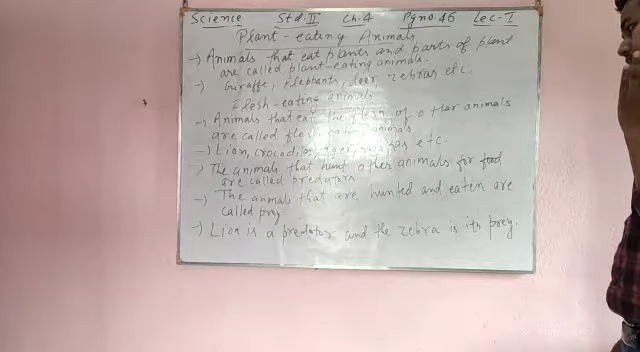 Science Std-II Ch-4 Pg no 46 Lec-I
Plant-eating Animals
→ Animals that eat plants and parts of plant
are called plant-eating animals.
→ Giraffe, Elephants, deer, zebras etc.
Flesh-eating animals
→ Animals that eat the flesh of other animals
are called flesh eating animals
→ Lion, crocodiles, tiger, etc.
→ The animals that hunt other animals for food
are called predators
→ The animals that are hunted and eaten are
called prey.
→ Lion is a predator and the zebra is its prey.